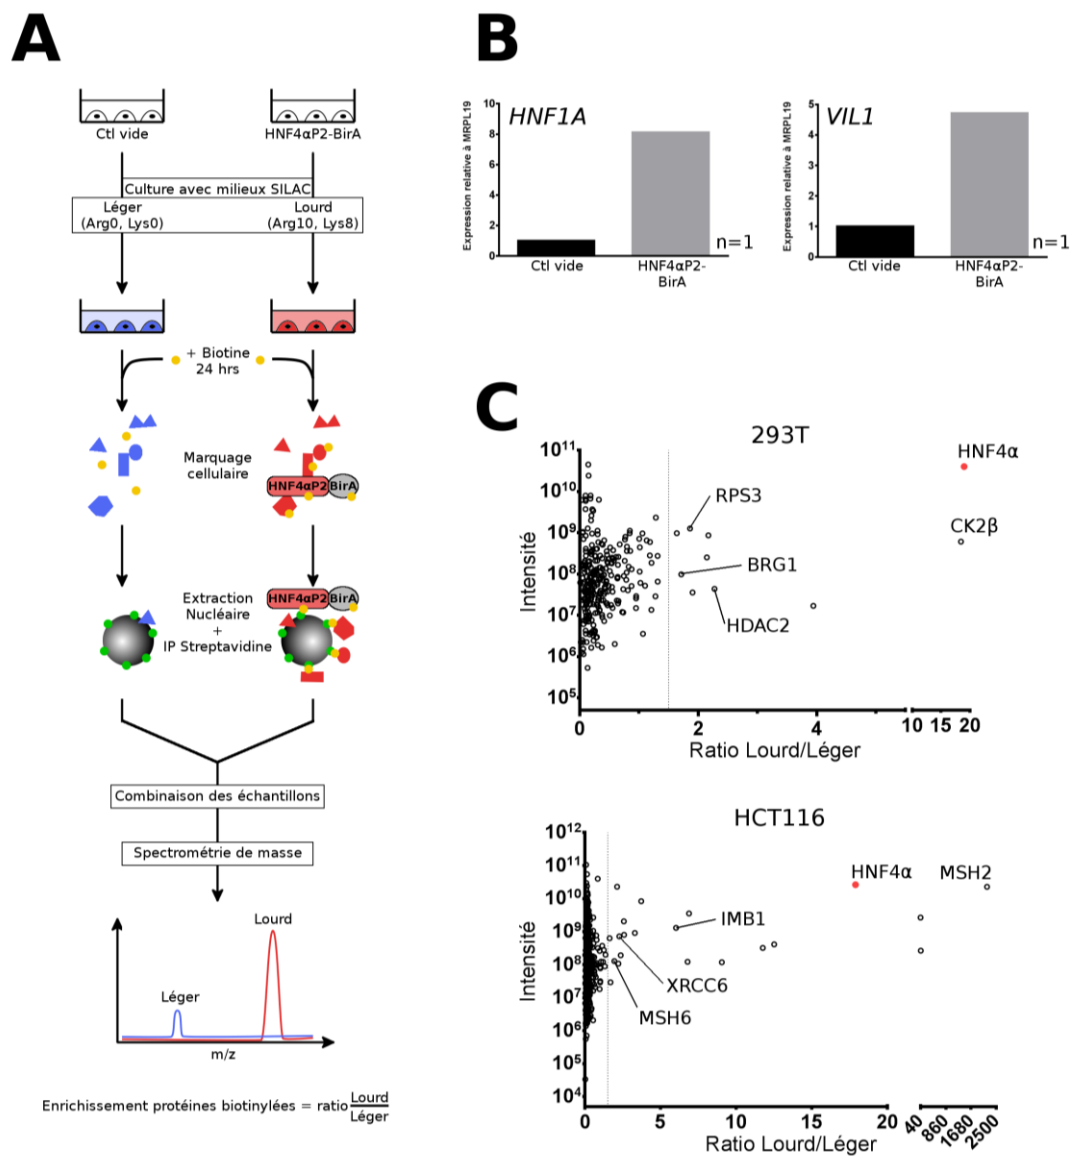 A
Ctl vide
HNF4αP2-BirA
Culture avec milieux SILAC
Léger
(Arg0, Lys0)
Lourd
(Arg10, Lys8)
+ Biotine
24 hrs
Marquage
cellulaire
HNF4αP2 BirA
Extraction
Nucléaire
+
IP Streptavidine
HNF4αP2 BirA
Combinaison des échantillons
Spectrométrie de masse
Lourd
Léger
m/z
Enrichissement protéines biotinylées = ratio Lourd
Léger
B
HNF1A
Expression relative à MRPL19
10
8
6
4
2
0
n=1
Ctl vide
HNF4αP2-
BirA
VIL1
Expression relative à MRPL19
5
4
3
2
1
0
n=1
Ctl vide
HNF4αP2-
BirA
C
293T
Intensité
10¹¹
10¹⁰
10⁹
10⁸
10⁷
10⁶
10⁵
HNF4α
RPS3
CK2β
BRG1
HDAC2
0 2 4 10 15 20
Ratio Lourd/Léger
HCT116
Intensité
10¹²
10¹¹
10¹⁰
10⁹
10⁸
10⁷
10⁶
10⁵
10⁴
HNF4α
MSH2
IMB1
XRCC6
MSH6
0 5 10 15 20 40 860 1680 2500
Ratio Lourd/Léger